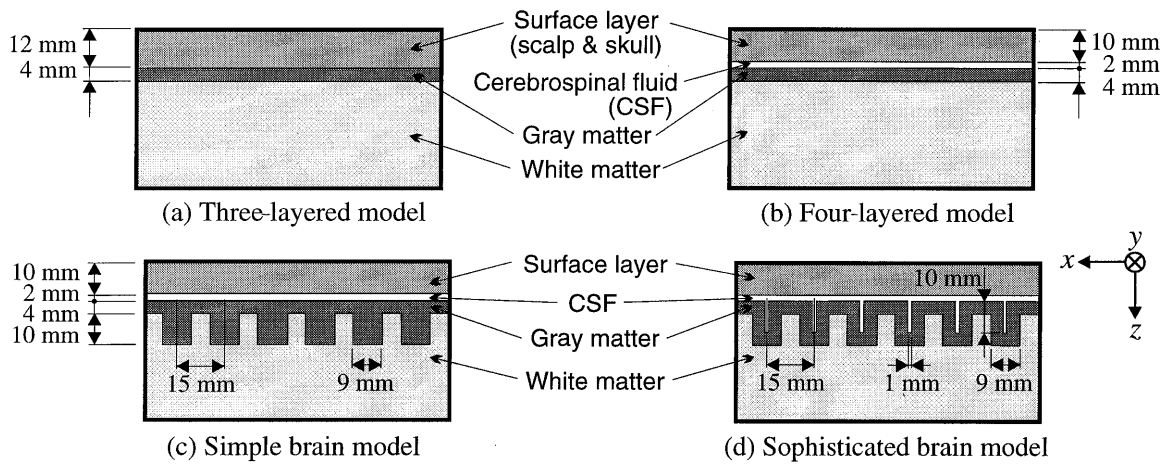 12 mm
4 mm
Surface layer
(scalp & skull)
Cerebrospinal fluid
(CSF)
Gray matter
White matter
10 mm
2 mm
4 mm
(a) Three-layered model
(b) Four-layered model
10 mm
2 mm
4 mm
10 mm
15 mm
9 mm
Surface layer
CSF
Gray matter
White matter
10 mm
15 mm
1 mm
9 mm
x
y
z
(c) Simple brain model
(d) Sophisticated brain model